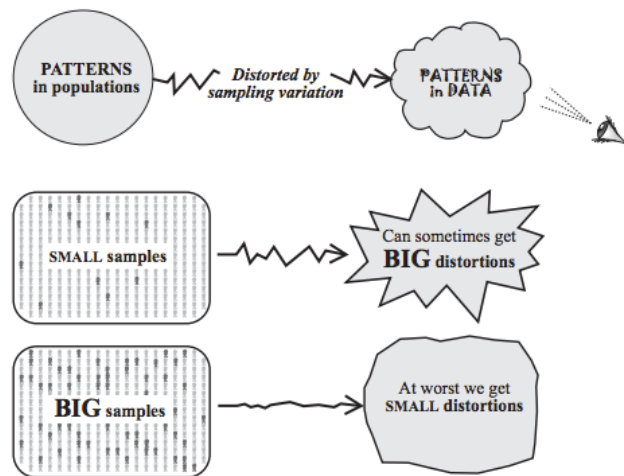 PATTERNS
in populations
Distorted by
sampling variation
PATTERNS
in DATA
SMALL samples
Can sometimes get
BIG distortions
BIG samples
At worst we get
SMALL distortions